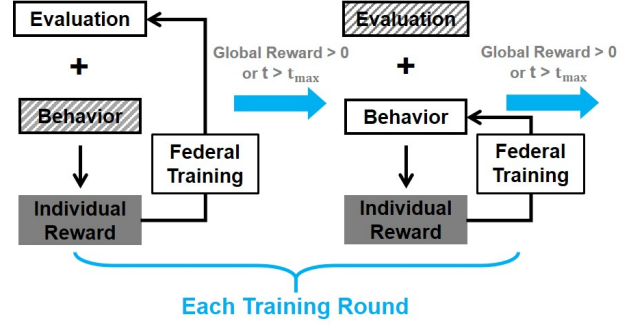 Evaluation
+
Behavior
Individual
Reward
Federal
Training
Global Reward > 0
or t > tmax
Evaluation
+
Behavior
Individual
Reward
Federal
Training
Global Reward > 0
or t > tmax
Each Training Round